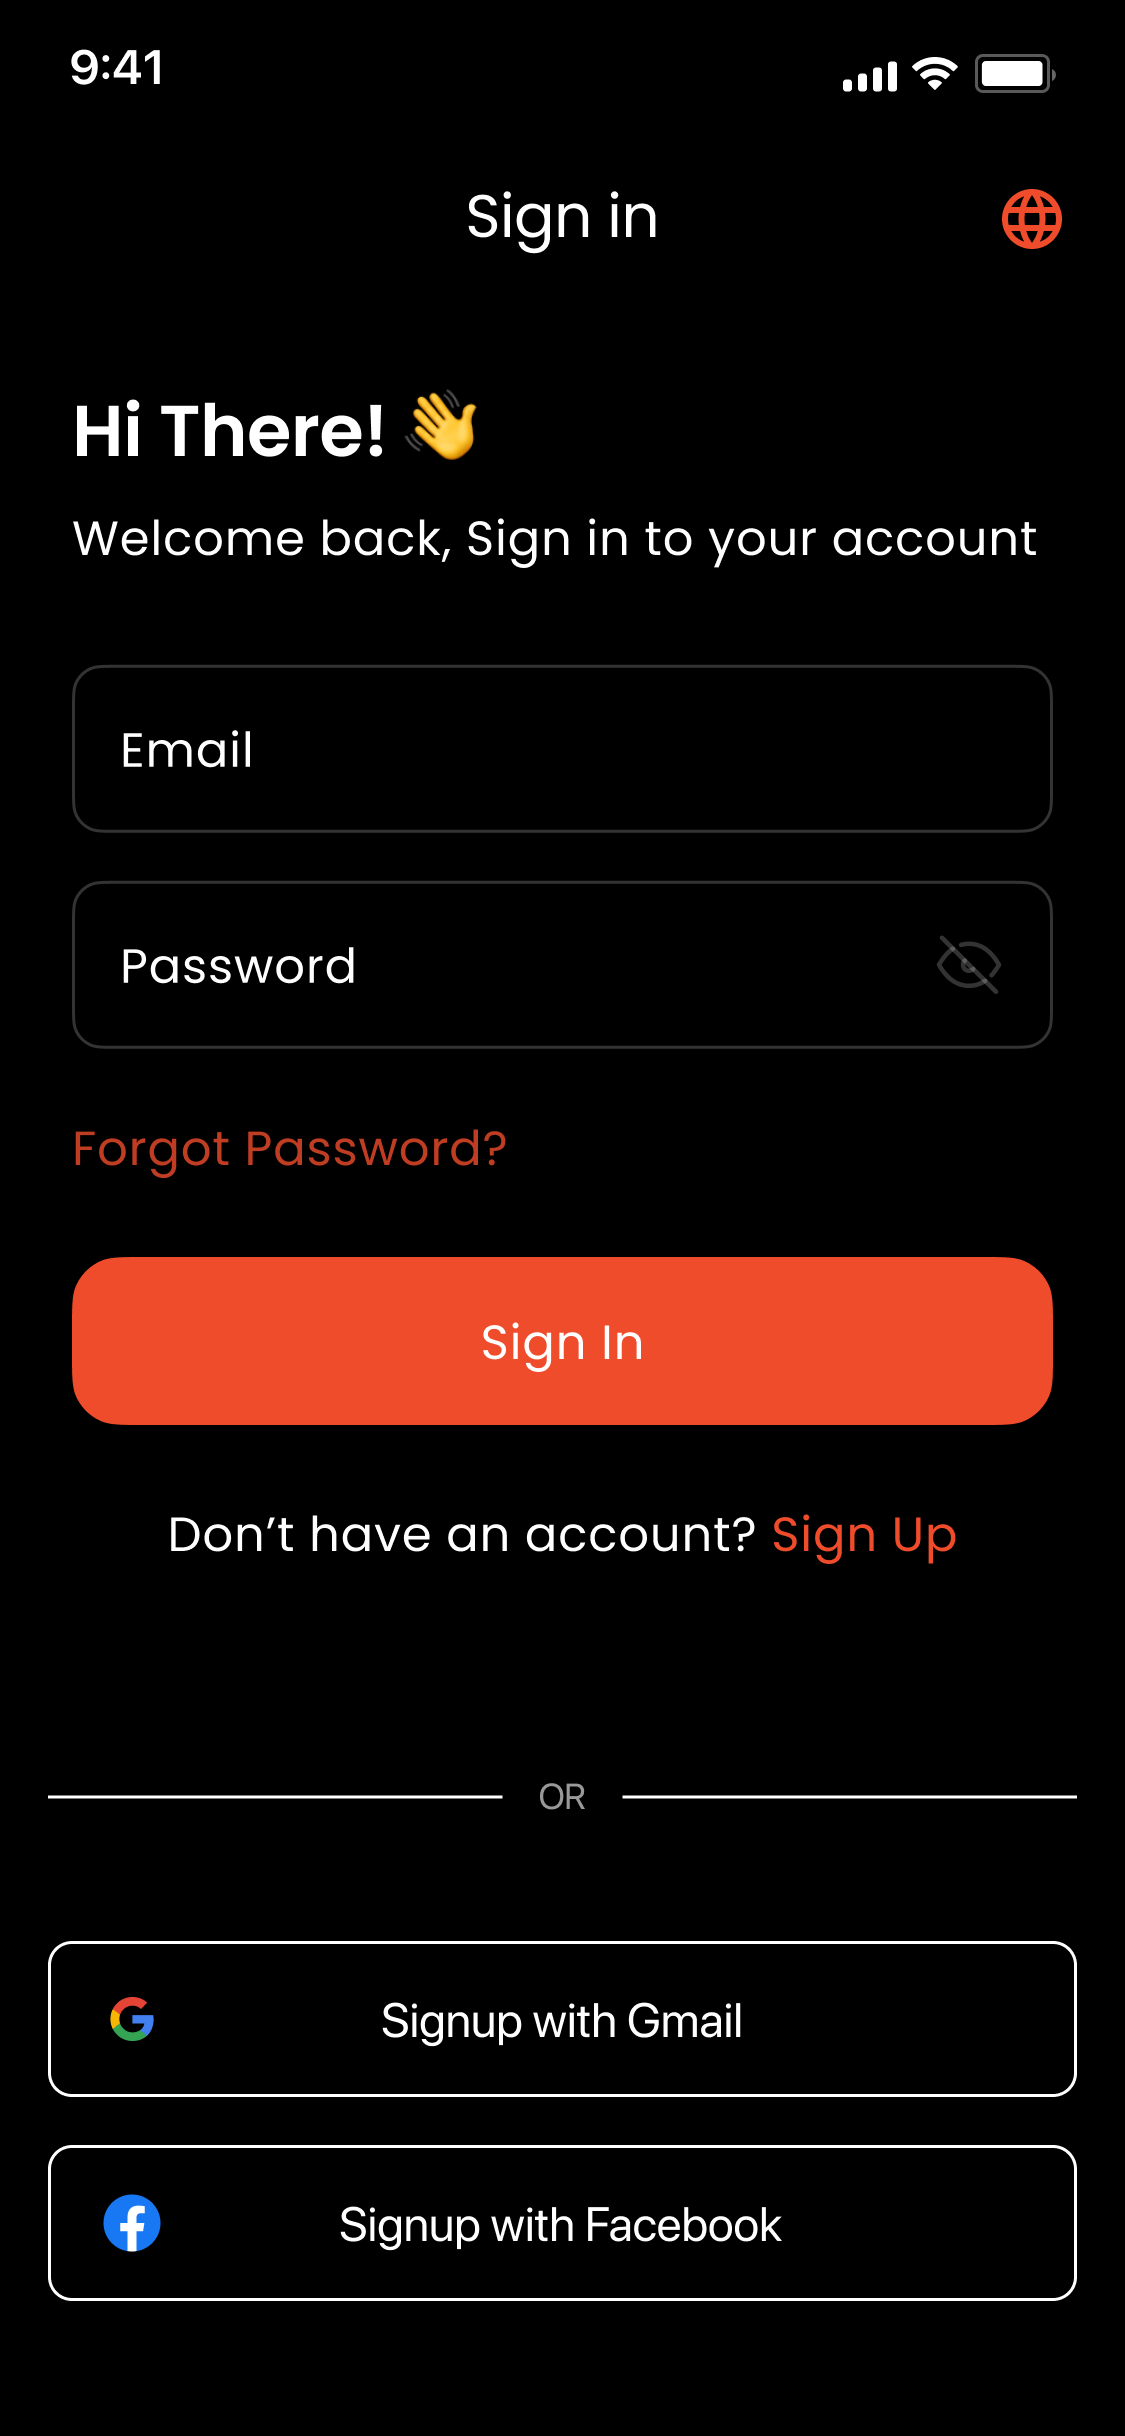 9:41
Sign in
Hi There! 👋
Welcome back, Sign in to your account
Email
Password
Forgot Password?
Sign In
Don’t have an account? Sign Up
OR
Signup with Gmail
Signup with Facebook